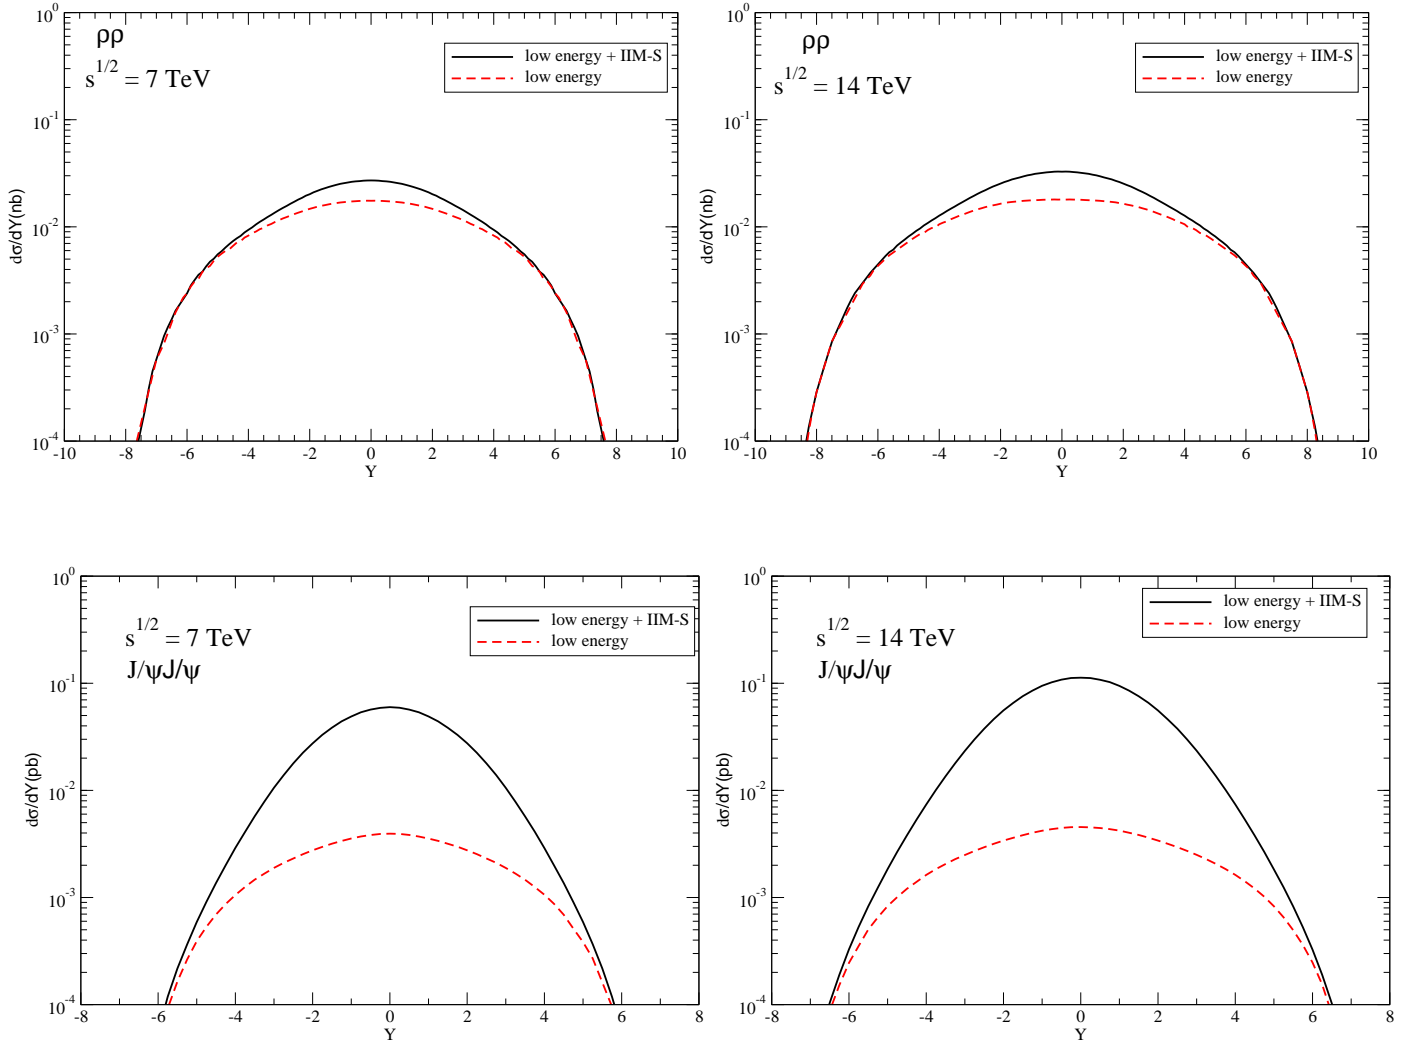 10^0
10^-1
10^-2
10^-3
10^-4
dσ/dY(nb)
ρρ
s^1/2 = 7 TeV
low energy + IIM-S
low energy
-10 -8 -6 -4 -2 0 2 4 6 8 10
Y
10^0
10^-1
10^-2
10^-3
10^-4
dσ/dY(nb)
ρρ
s^1/2 = 14 TeV
low energy + IIM-S
low energy
-10 -8 -6 -4 -2 0 2 4 6 8 10
Y
10^0
10^-1
10^-2
10^-3
10^-4
dσ/dY(pb)
s^1/2 = 7 TeV
J/ψJ/ψ
low energy + IIM-S
low energy
-8 -6 -4 -2 0 2 4 6 8
Y
10^0
10^-1
10^-2
10^-3
10^-4
dσ/dY(pb)
s^1/2 = 14 TeV
J/ψJ/ψ
low energy + IIM-S
low energy
-8 -6 -4 -2 0 2 4 6 8
Y